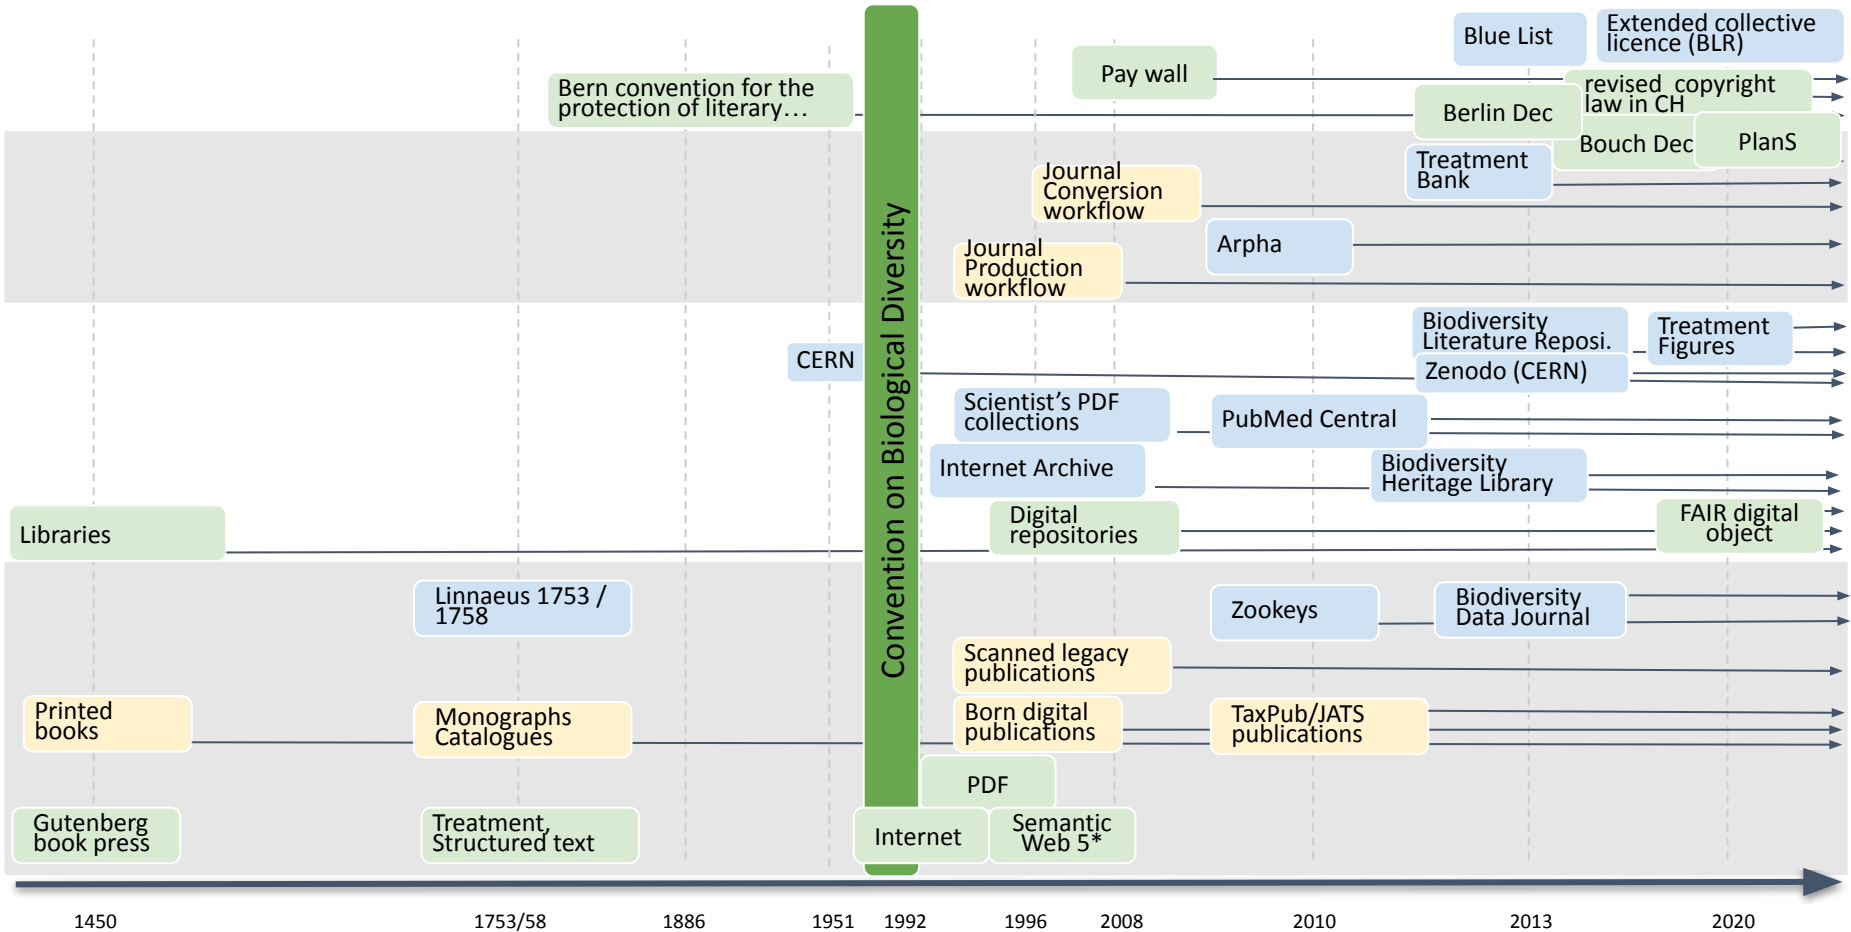 Blue List
Extended collective
licence (BLR)
Pay wall
Bern convention for the
protection of literary…
revised copyright
law in CH
Berlin Dec
Bouch Dec
PlanS
Treatment
Bank
Journal
Conversion
workflow
Arpha
Journal
Production
workflow
Convention on Biological Diversity
Biodiversity
Literature Reposi.
Treatment
Figures
CERN
Zenodo (CERN)
Scientist’s PDF
collections
PubMed Central
Internet Archive
Biodiversity
Heritage Library
Libraries
Digital
repositories
FAIR digital
object
Linnaeus 1753 /
1758
Zookeys
Biodiversity
Data Journal
Scanned legacy
publications
Printed
books
Monographs
Catalogues
Born digital
publications
TaxPub/JATS
publications
PDF
Gutenberg
book press
Treatment,
Structured text
Internet
Semantic
Web 5*
1450
1753/58
1886
1951
1992
1996
2008
2010
2013
2020